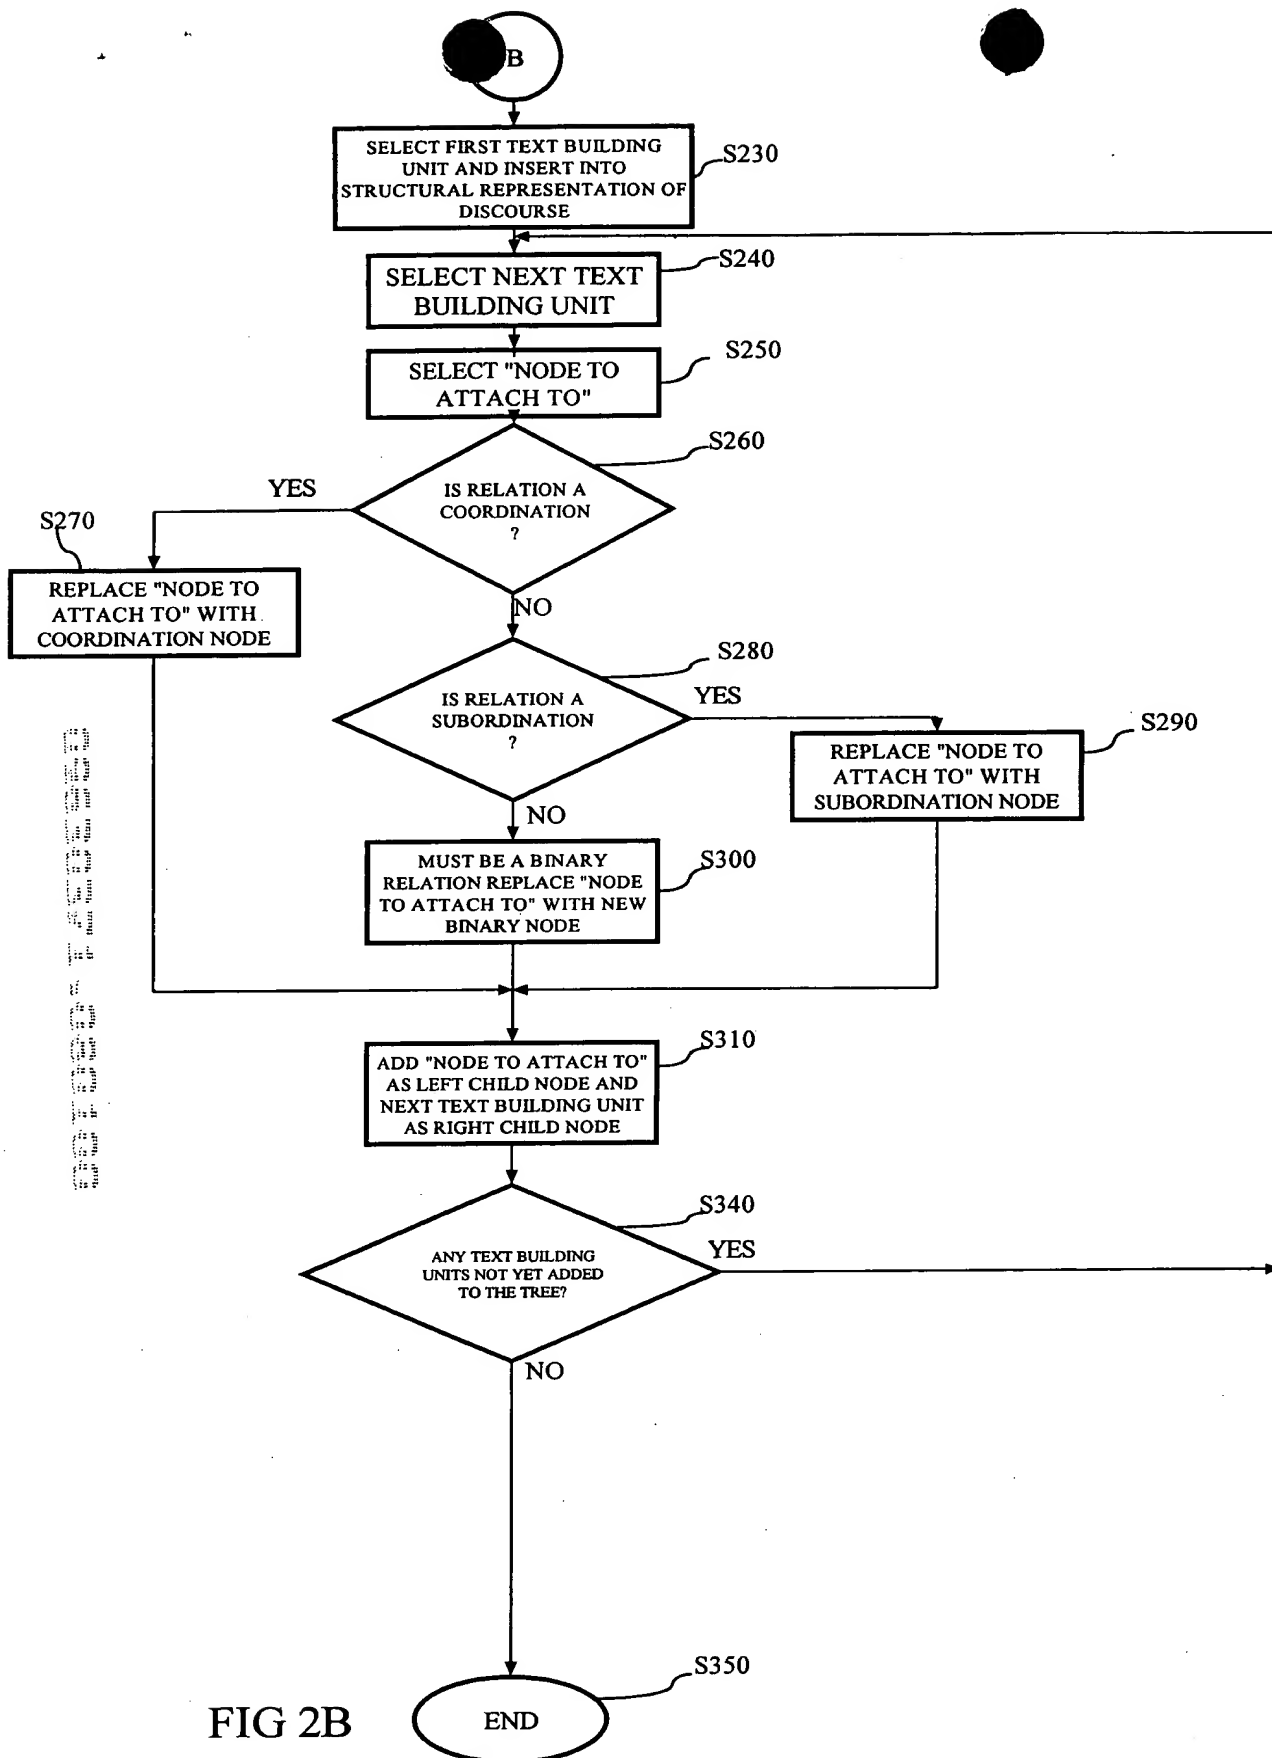 B
SELECT FIRST TEXT BUILDING
UNIT AND INSERT INTO
STRUCTURAL REPRESENTATION OF
DISCOURSE
S230
SELECT NEXT TEXT
BUILDING UNIT
S240
SELECT "NODE TO
ATTACH TO"
S250
IS RELATION A
COORDINATION
?
S260
YES
S270
REPLACE "NODE TO
ATTACH TO" WITH
COORDINATION NODE
NO
IS RELATION A
SUBORDINATION
?
S280
YES
S290
REPLACE "NODE TO
ATTACH TO" WITH
SUBORDINATION NODE
NO
MUST BE A BINARY
RELATION REPLACE "NODE
TO ATTACH TO" WITH NEW
BINARY NODE
S300
ADD "NODE TO ATTACH TO"
AS LEFT CHILD NODE AND
NEXT TEXT BUILDING UNIT
AS RIGHT CHILD NODE
S310
ANY TEXT BUILDING
UNITS NOT YET ADDED
TO THE TREE?
S340
YES
NO
S350
END
FIG 2B